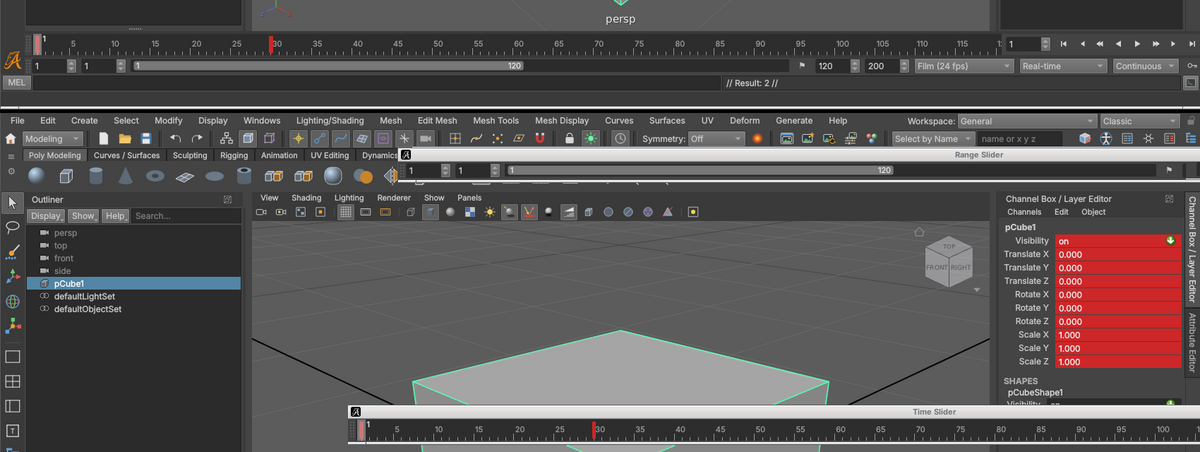 persp
1 5 10 15 20 25 30 35 40 45 50 55 60 65 70 75 80 85 90 95 100 105 110 115 1
1 1 1 120 120 200 Film (24 fps) Real-time Continuous
MEL // Result: 2 //
File Edit Create Select Modify Display Windows Lighting/Shading Mesh Edit Mesh Mesh Tools Mesh Display Curves Surfaces UV Deform Generate Help Workspace: General Classic
Modeling Symmetry: Off Select by Name name or x y z
Poly Modeling Curves / Surfaces Sculpting Rigging Animation UV Editing Dynamics Range Slider
1 1 1 120
Outliner View Shading Lighting Renderer Show Panels Channel Box / Layer Editor
Display Show Help Search... Channels Edit Object
persp
top
front
side
pCube1
defaultLightSet
defaultObjectSet
TOP
FRONT RIGHT
pCube1
Visibility on
Translate X 0.000
Translate Y 0.000
Translate Z 0.000
Rotate X 0.000
Rotate Y 0.000
Rotate Z 0.000
Scale X 1.000
Scale Y 1.000
Scale Z 1.000
SHAPES
pCubeShape1
Channel Box / Layer Editor
Attribute Editor
Time Slider
1 5 10 15 20 25 30 35 40 45 50 55 60 65 70 75 80 85 90 95 100